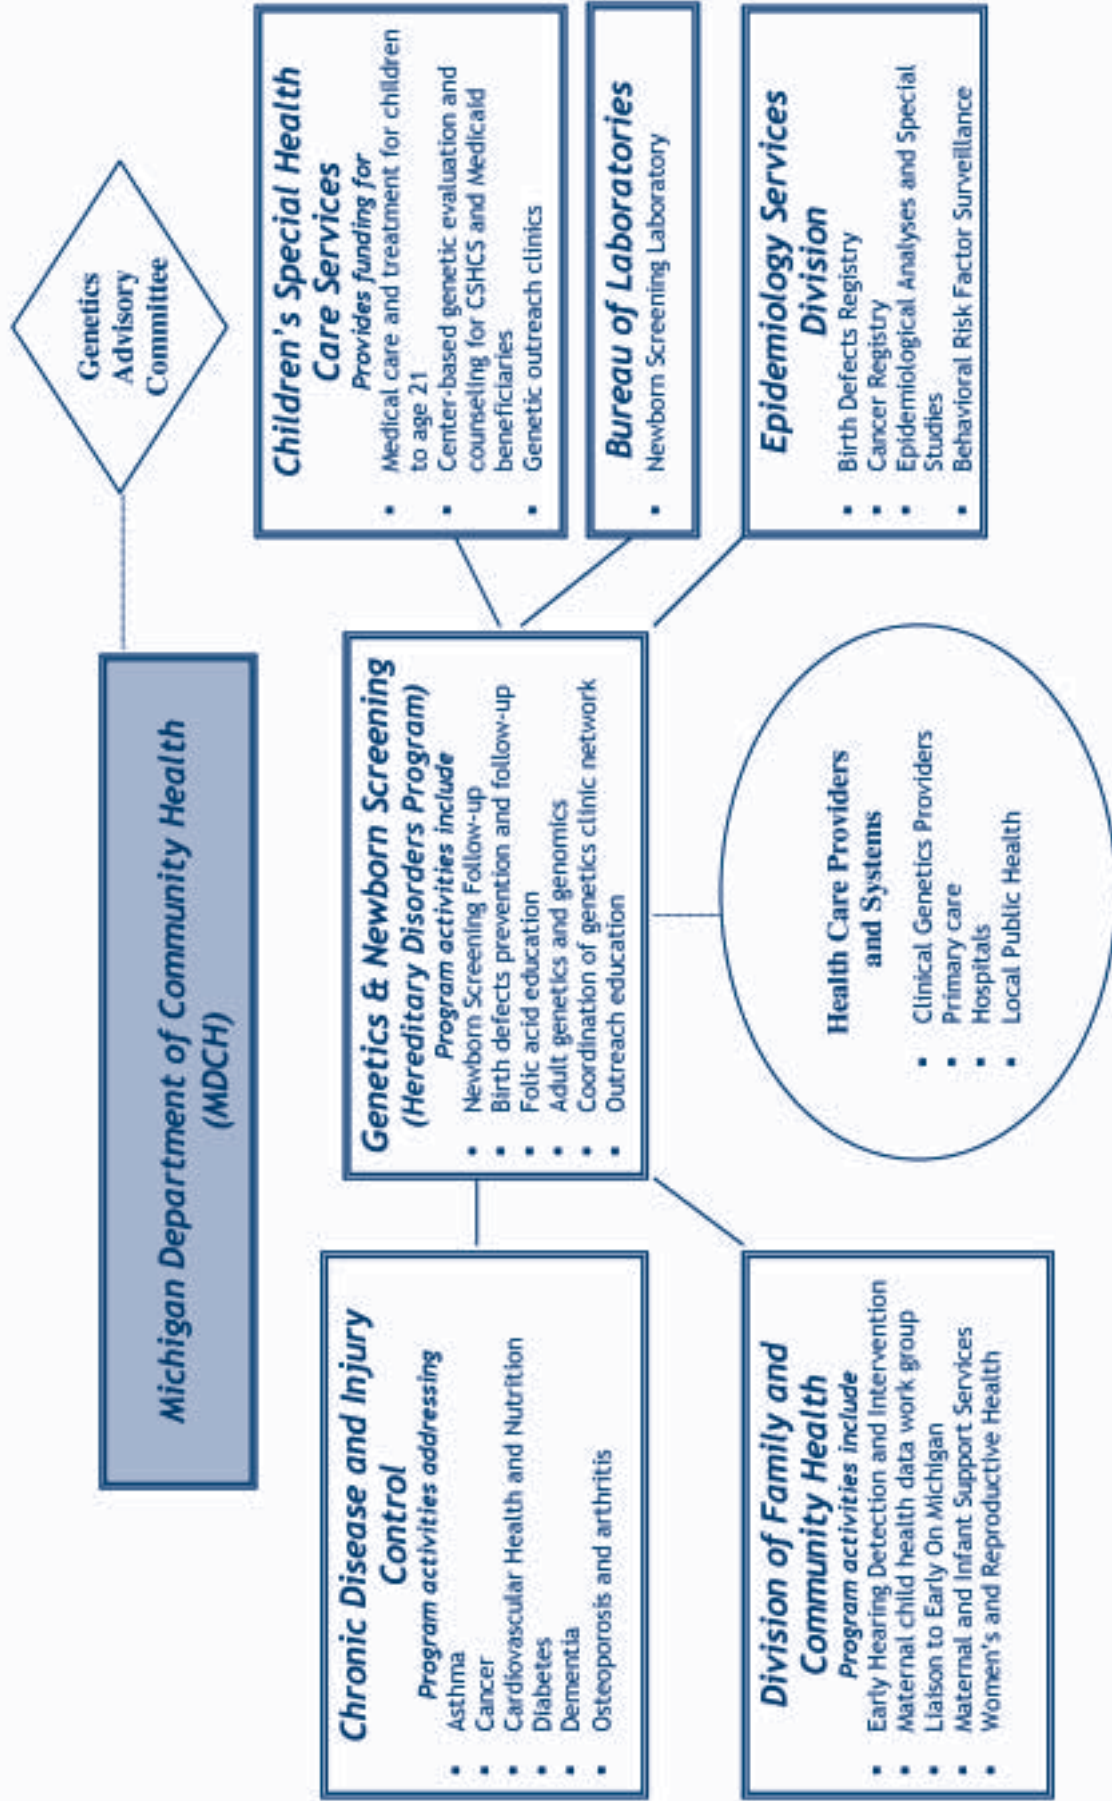 Michigan Department of Community Health
(MDCH)
Genetics
Advisory
Committee
Chronic Disease and Injury
Control
Program activities addressing
▪ Asthma
▪ Cancer
▪ Cardiovascular Health and Nutrition
▪ Diabetes
▪ Dementia
▪ Osteoporosis and arthritis
Genetics & Newborn Screening
(Hereditary Disorders Program)
Program activities include
▪ Newborn Screening Follow-up
▪ Birth defects prevention and follow-up
▪ Folic acid education
▪ Adult genetics and genomics
▪ Coordination of genetics clinic network
▪ Outreach education
Children's Special Health
Care Services
Provides funding for
▪ Medical care and treatment for children
to age 21
▪ Center-based genetic evaluation and
counseling for CSHCS and Medicaid
beneficiaries
▪ Genetic outreach clinics
Bureau of Laboratories
▪ Newborn Screening Laboratory
Division of Family and
Community Health
Program activities include
▪ Early Hearing Detection and Intervention
▪ Maternal child health data work group
▪ Liaison to Early On Michigan
▪ Maternal and Infant Support Services
▪ Women's and Reproductive Health
Health Care Providers
and Systems
▪ Clinical Genetics Providers
▪ Primary care
▪ Hospitals
▪ Local Public Health
Epidemiology Services
Division
▪ Birth Defects Registry
▪ Cancer Registry
▪ Epidemiological Analyses and Special
Studies
▪ Behavioral Risk Factor Surveillance